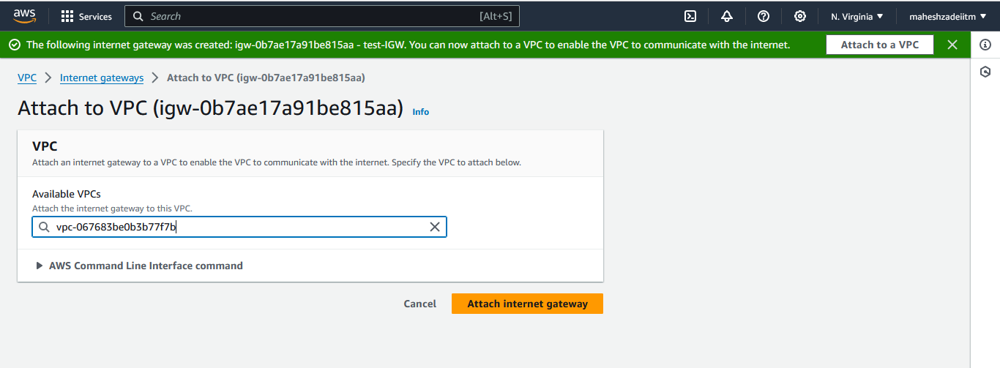 aws Services Search [Alt+S] N. Virginia maheshzadeiitm
The following internet gateway was created: igw-0b7ae17a91be815aa - test-IGW. You can now attach to a VPC to enable the VPC to communicate with the internet. Attach to a VPC
VPC Internet gateways Attach to VPC (igw-0b7ae17a91be815aa)
Attach to VPC (igw-0b7ae17a91be815aa) Info
VPC
Attach an internet gateway to a VPC to enable the VPC to communicate with the internet. Specify the VPC to attach below.
Available VPCs
Attach the internet gateway to this VPC.
vpc-067683be0b3b77f7b
AWS Command Line Interface command
Cancel Attach internet gateway